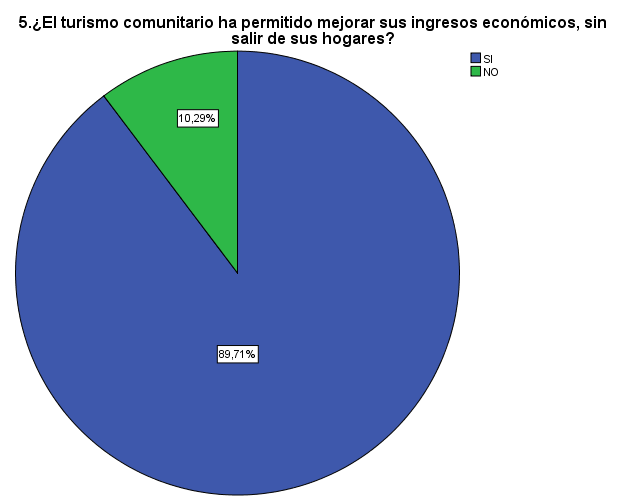 5.¿El turismo comunitario ha permitido mejorar sus ingresos económicos, sin
salir de sus hogares?
SI
NO
10,29%
89,71%